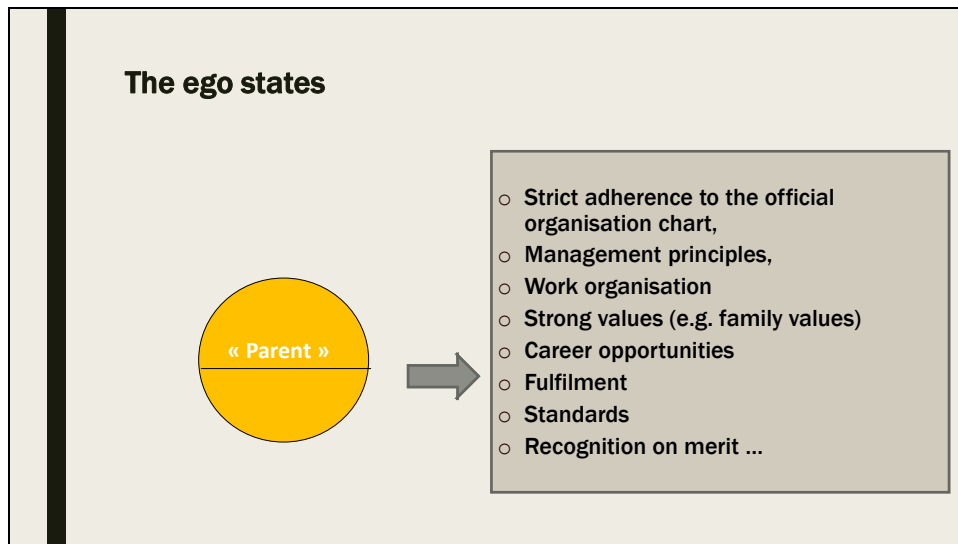 The ego states
« Parent »
o Strict adherence to the official
organisation chart,
o Management principles,
o Work organisation
o Strong values (e.g. family values)
o Career opportunities
o Fulfilment
o Standards
o Recognition on merit ...